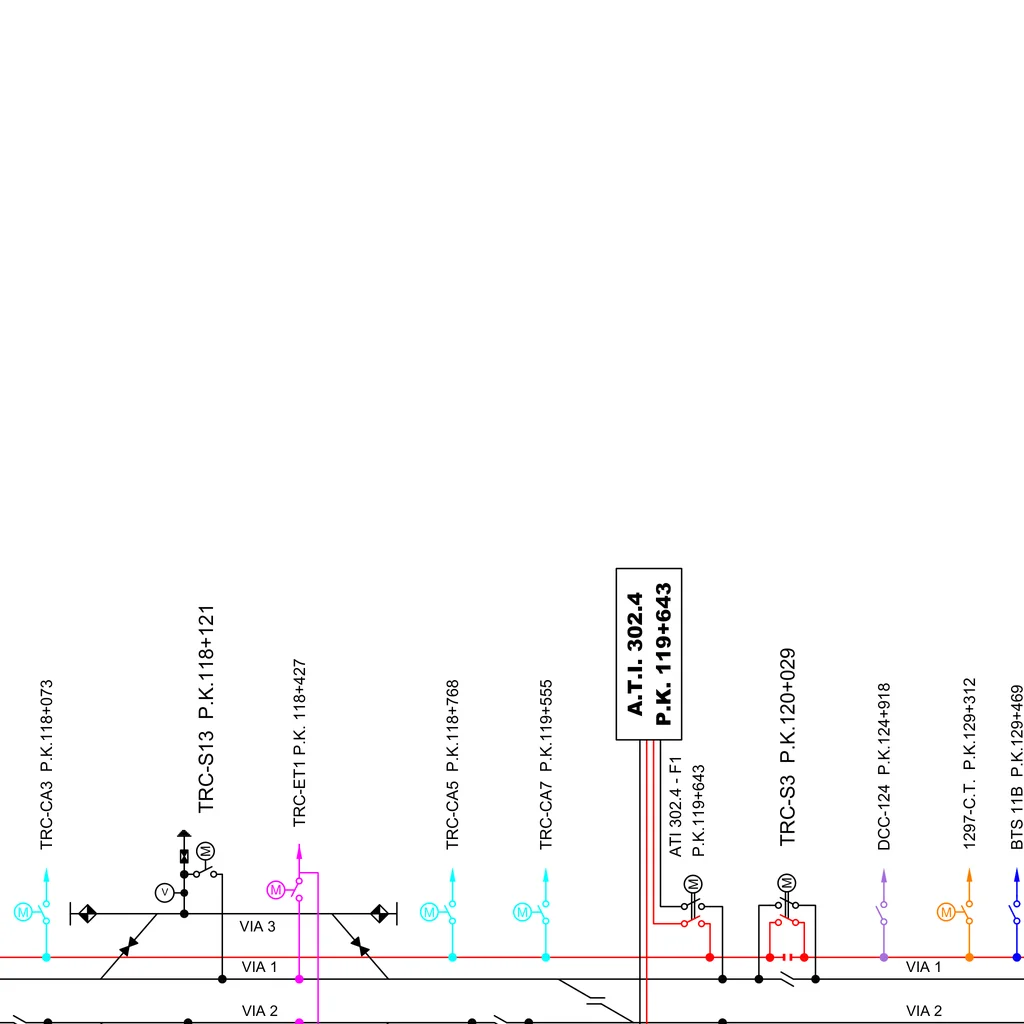 TRC-CA3 P.K.118+073
TRC-S13 P.K.118+121
TRC-ET1 P.K. 118+427
TRC-CA5 P.K.118+768
TRC-CA7 P.K.119+555
A.T.I. 302.4
P.K. 119+643
ATI 302.4 - F1
P.K.119+643
TRC-S3 P.K.120+029
DCC-124 P.K.124+918
1297-C.T. P.K.129+312
BTS 11B P.K.129+469
M
V
M
M
M
M
M
M
M
VIA 3
VIA 1
VIA 1
VIA 2
VIA 2